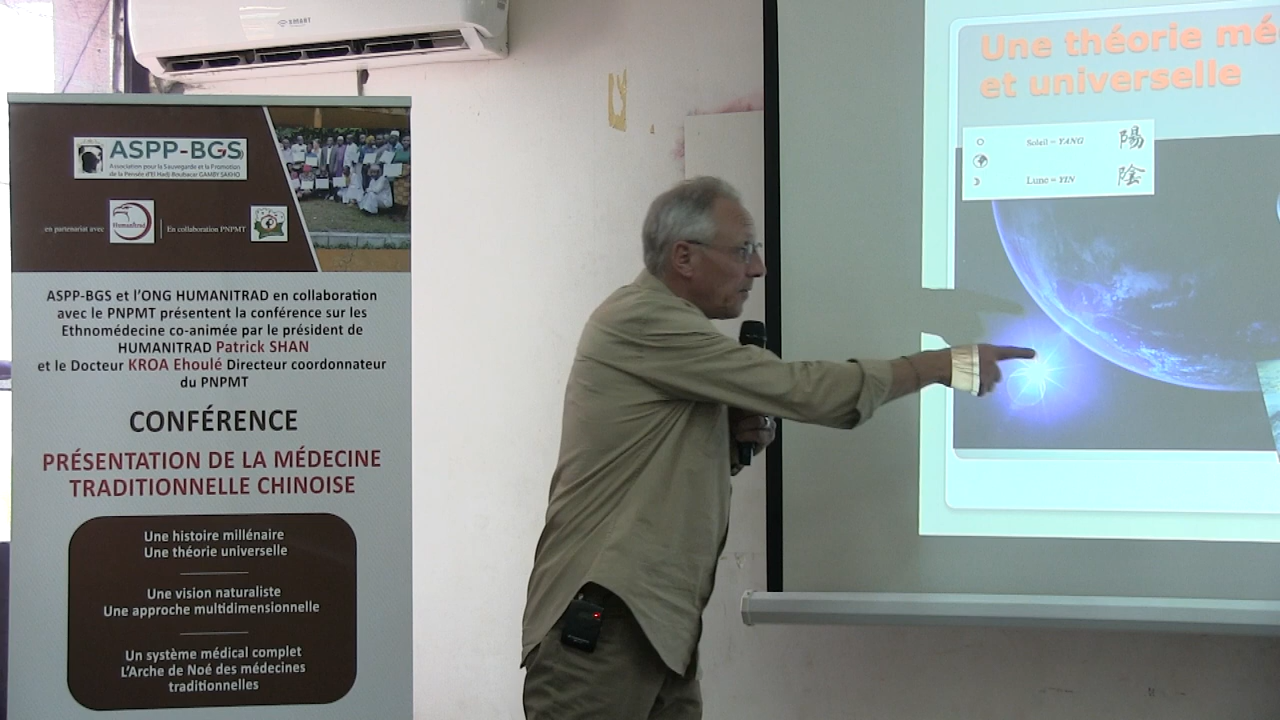 SMART
ASPP-BGS
Association pour la Sauvegarde et la Promotion
de la Pensée d'El Hadj Boubacar GAMBY SAKHO
en partenariat avec
HumaniTrad
En collaboration PNPMT
ASPP-BGS et l'ONG HUMANITRAD en collaboration
avec le PNPMT présentent la conférence sur les
Ethnomédecine co-animée par le président de
HUMANITRAD Patrick SHAN
et le Docteur KROA Ehoulé Directeur coordonnateur
du PNPMT
CONFÉRENCE
PRÉSENTATION DE LA MÉDECINE
TRADITIONNELLE CHINOISE
Une histoire millénaire
Une théorie universelle
Une vision naturaliste
Une approche multidimensionnelle
Un système médical complet
L'Arche de Noé des médecines
traditionnelles
Une théorie mé
et universelle
Soleil = YANG 陽
Lune = YIN 陰